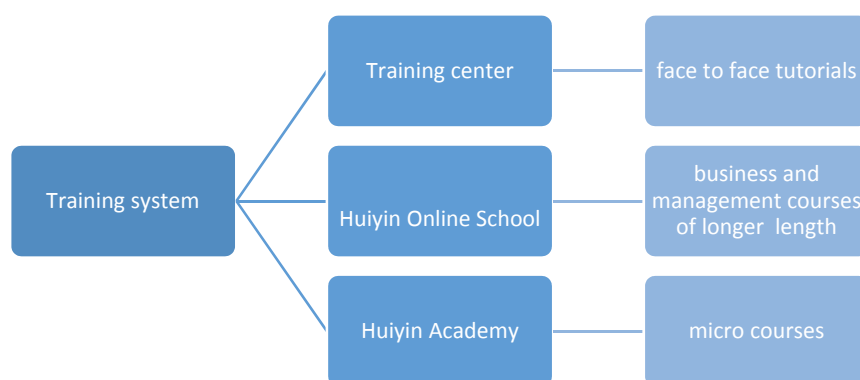 Training system
Training center
face to face tutorials
Huiyin Online School
business and
management courses
of longer length
Huiyin Academy
micro courses